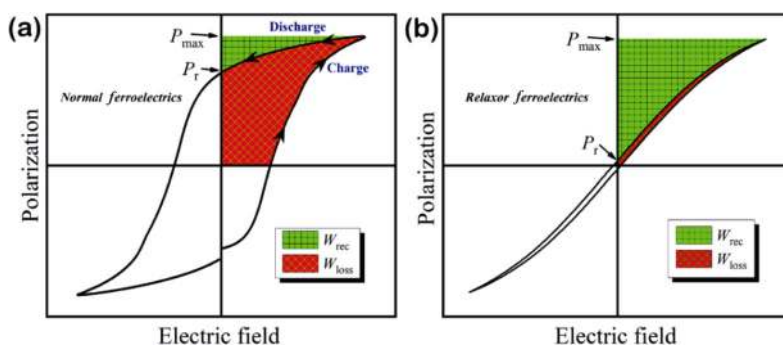 (a)
Discharge
P_max
P_r
Charge
Normal ferroelectrics
Polarization
W_rec
W_loss
Electric field
(b)
P_max
Relaxor ferroelectrics
P_r
Polarization
W_rec
W_loss
Electric field